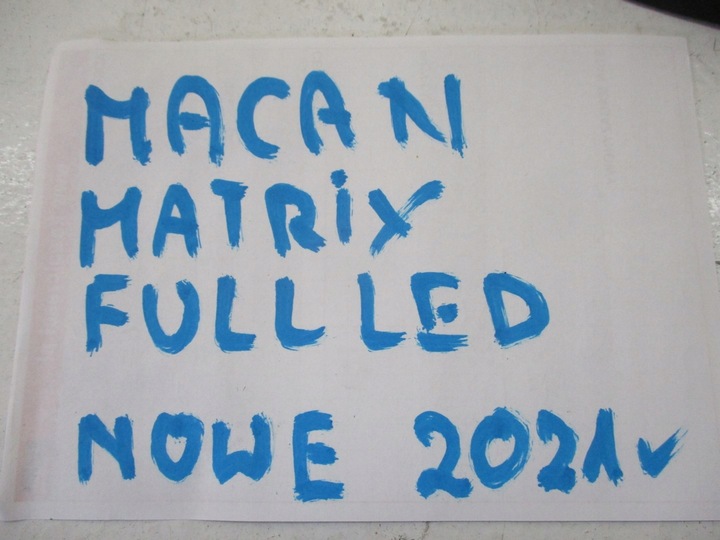 MACAN
MATRiX
FULL LED
NOWE 2021 ✓